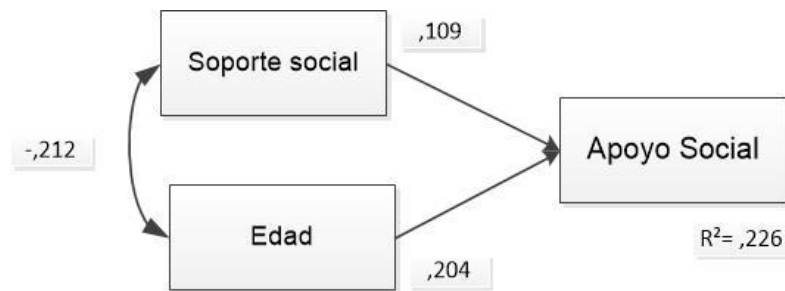 ,109
Soporte social
-,212
Apoyo Social
Edad
R²= ,226
,204